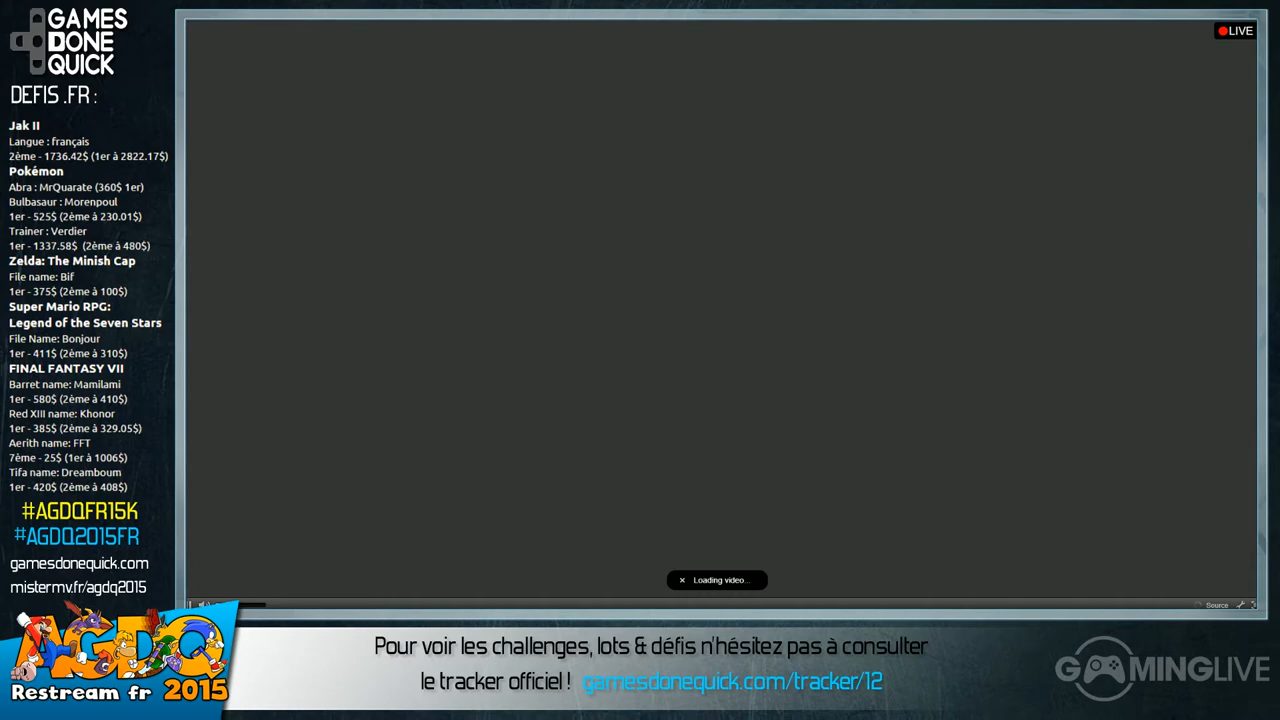 GAMES
DONE
QUICK
DEFIS .FR :
Jak II
Langue : français
2ème - 1736.42$ (1er à 2822.17$)
Pokémon
Abra : MrQuarate (360$ 1er)
Bulbasaur : Morenpoul
1er - 525$ (2ème à 230.01$)
Trainer : Verdier
1er - 1337.58$ (2ème à 480$)
Zelda: The Minish Cap
File name: Bif
1er - 375$ (2ème à 100$)
Super Mario RPG:
Legend of the Seven Stars
File Name: Bonjour
1er - 411$ (2ème à 310$)
FINAL FANTASY VII
Barret name: Mamilami
1er - 580$ (2ème à 410$)
Red XIII name: Khonor
1er - 385$ (2ème à 329.05$)
Aerith name: FFT
7ème - 25$ (1er à 1006$)
Tifa name: Dreamboum
1er - 420$ (2ème à 408$)
#AGDQFR15K
#AGDQ2015FR
gamesdonequick.com
mistermv.fr/agdq2015
AGDQ
Restream fr 2015
LIVE
Loading video...
Source
Pour voir les challenges, lots & défis n'hésitez pas à consulter
le tracker officiel ! gamesdonequick.com/tracker/12
GAMINGLIVE